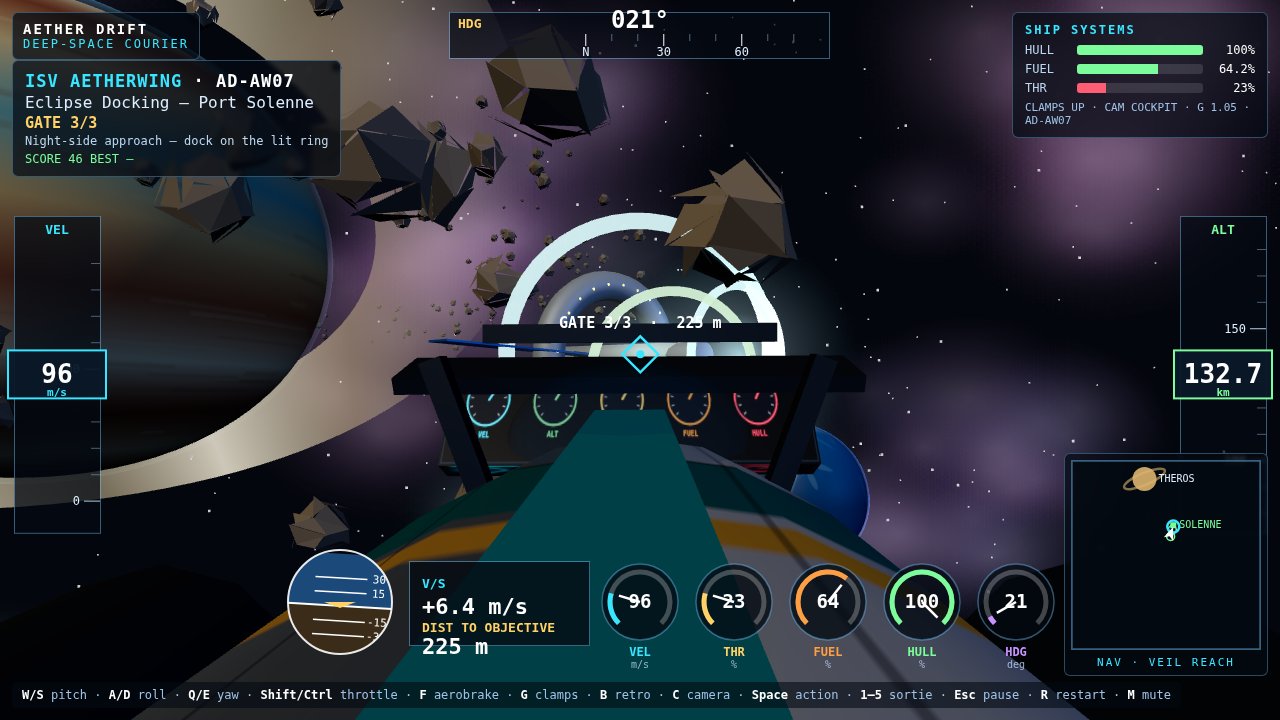 AETHER DRIFT
DEEP-SPACE COURIER
ISV AETHERWING · AD-AW07
Eclipse Docking — Port Solenne
GATE 3/3
Night-side approach — dock on the lit ring
SCORE 46 BEST —
HDG
021°
N 30 60
SHIP SYSTEMS
HULL 100%
FUEL 64.2%
THR 23%
CLAMPS UP · CAM COCKPIT · G 1.05 ·
AD-AW07
VEL
96
m/s
0
ALT
150
132.7
km
GATE 3/3 · 225 m
VEL ALT FUEL HULL
THEROS
SOLENNE
NAV · VEIL REACH
30
15
-15
V/S
+6.4 m/s
DIST TO OBJECTIVE
225 m
96 23 64 100 21
VEL THR FUEL HULL HDG
m/s % % % deg
W/S pitch · A/D roll · Q/E yaw · Shift/Ctrl throttle · F aerobrake · G clamps · B retro · C camera · Space action · 1–5 sortie · Esc pause · R restart · M mute